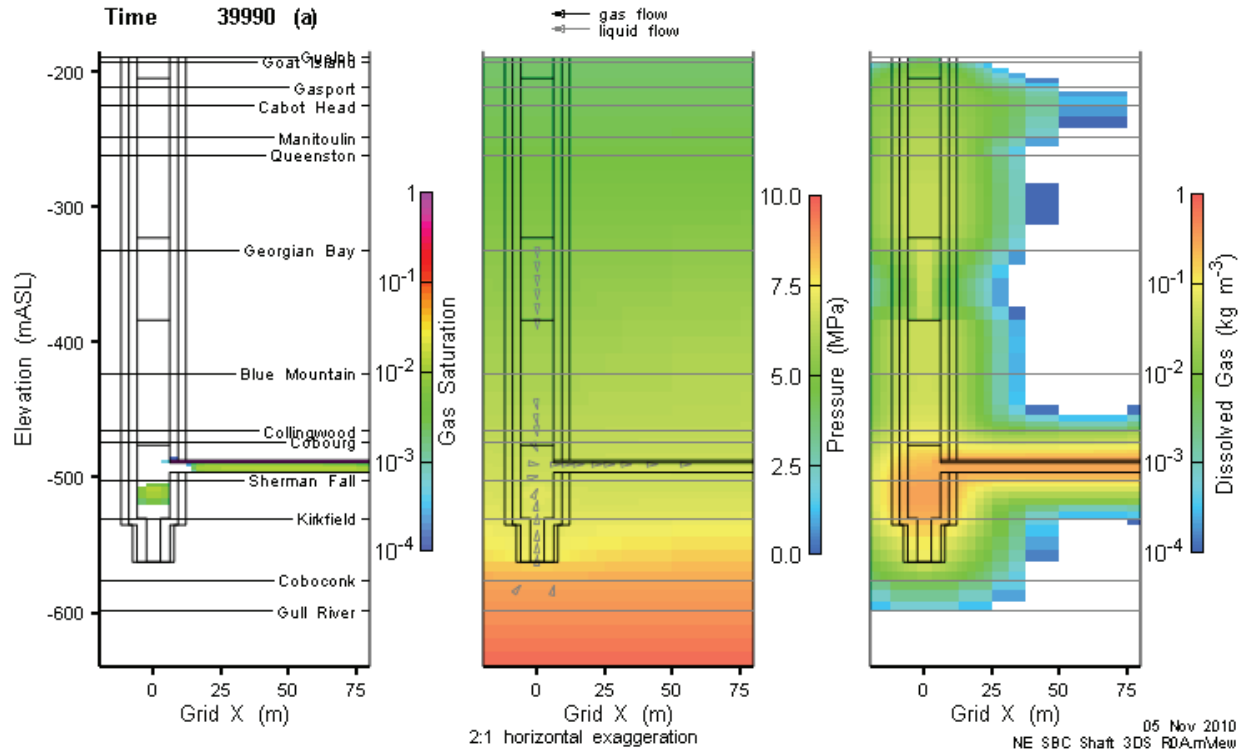 Time 39990 (a)
gas flow
liquid flow
Elevation (mASL)
-200
-300
-400
-500
-600
Guelph
Goat Island
Gasport
Cabot Head
Manitoulin
Queenston
Georgian Bay
Blue Mountain
Collingwood
Cobourg
Sherman Fall
Kirkfield
Coboconk
Gull River
0 25 50 75
Grid X (m)
1
10-1
10-2
10-3
10-4
Gas Saturation
0 25 50 75
Grid X (m)
2:1 horizontal exaggeration
10.0
7.5
5.0
2.5
0.0
Pressure (MPa)
0 25 50 75
Grid X (m)
1
10-1
10-2
10-3
10-4
Dissolved Gas (kg m-3)
05 Nov 2010
NE SBC Shaft 3DS R0A.mView